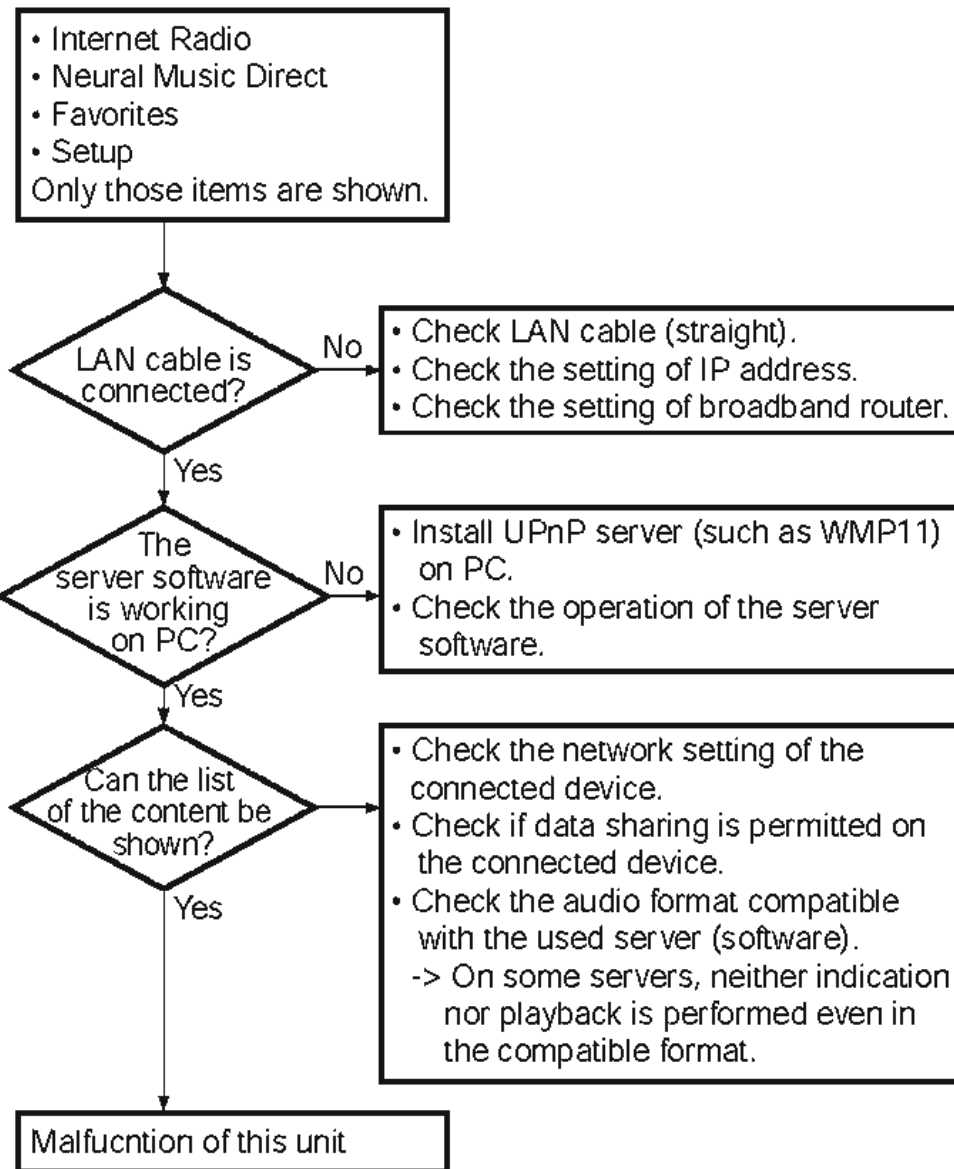 • Internet Radio
• Neural Music Direct
• Favorites
• Setup
Only those items are shown.
LAN cable is
connected?
No
• Check LAN cable (straight).
• Check the setting of IP address.
• Check the setting of broadband router.
Yes
The
server software
is working
on PC?
No
• Install UPnP server (such as WMP11)
on PC.
• Check the operation of the server
software.
Yes
Can the list
of the content be
shown?
• Check the network setting of the
connected device.
• Check if data sharing is permitted on
the connected device.
• Check the audio format compatible
with the used server (software).
-> On some servers, neither indication
nor playback is performed even in
the compatible format.
Yes
Malfucntion of this unit